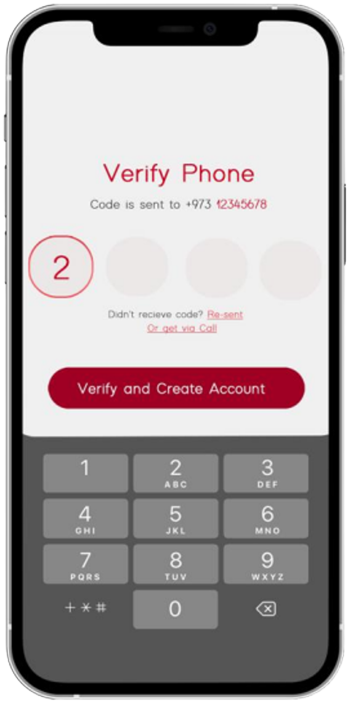 Verify Phone
Code is sent to +973 12345678
2
Didn't recieve code? Re-sent
Or get via Call
Verify and Create Account
1 2 3
ABC DEF
4 5 6
GHI JKL MNO
7 8 9
PQRS TUV WXYZ
+*# 0